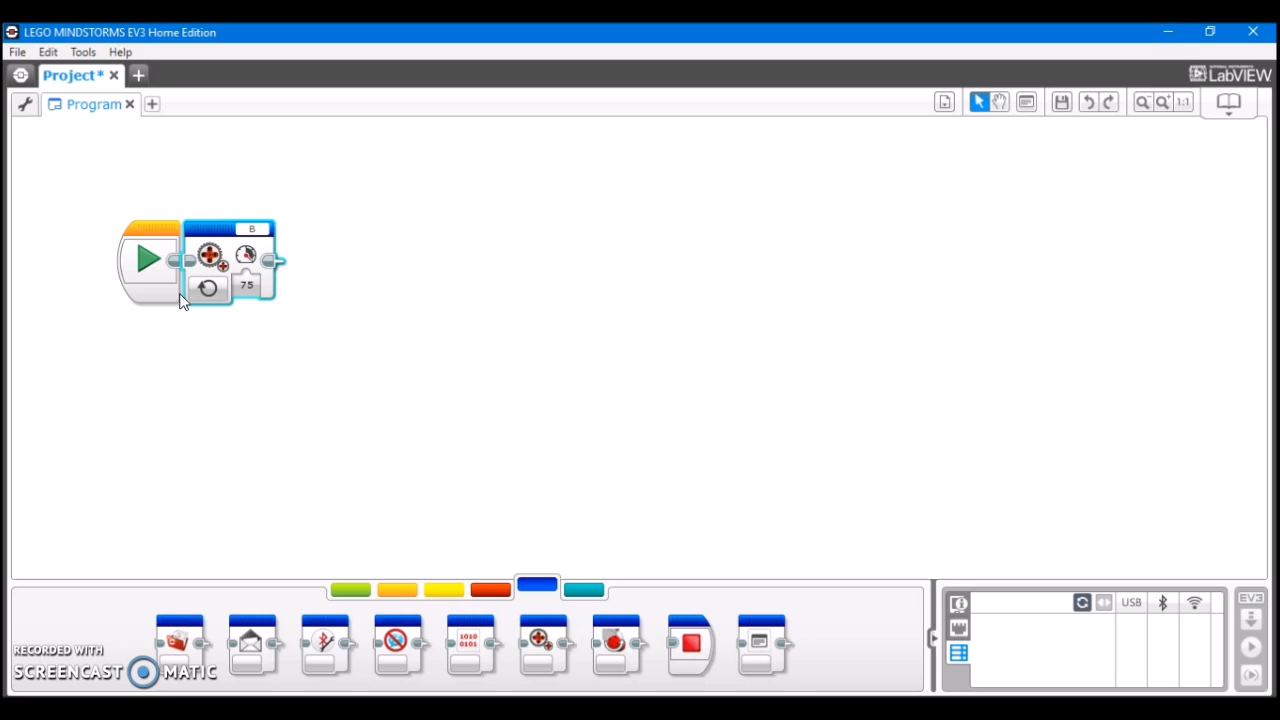 LEGO MINDSTORMS EV3 Home Edition
File Edit Tools Help
Project* +
LabVIEW
Program +
1:1
B
75
1010
0101
USB
EV3
RECORDED WITH
SCREENCAST MATIC